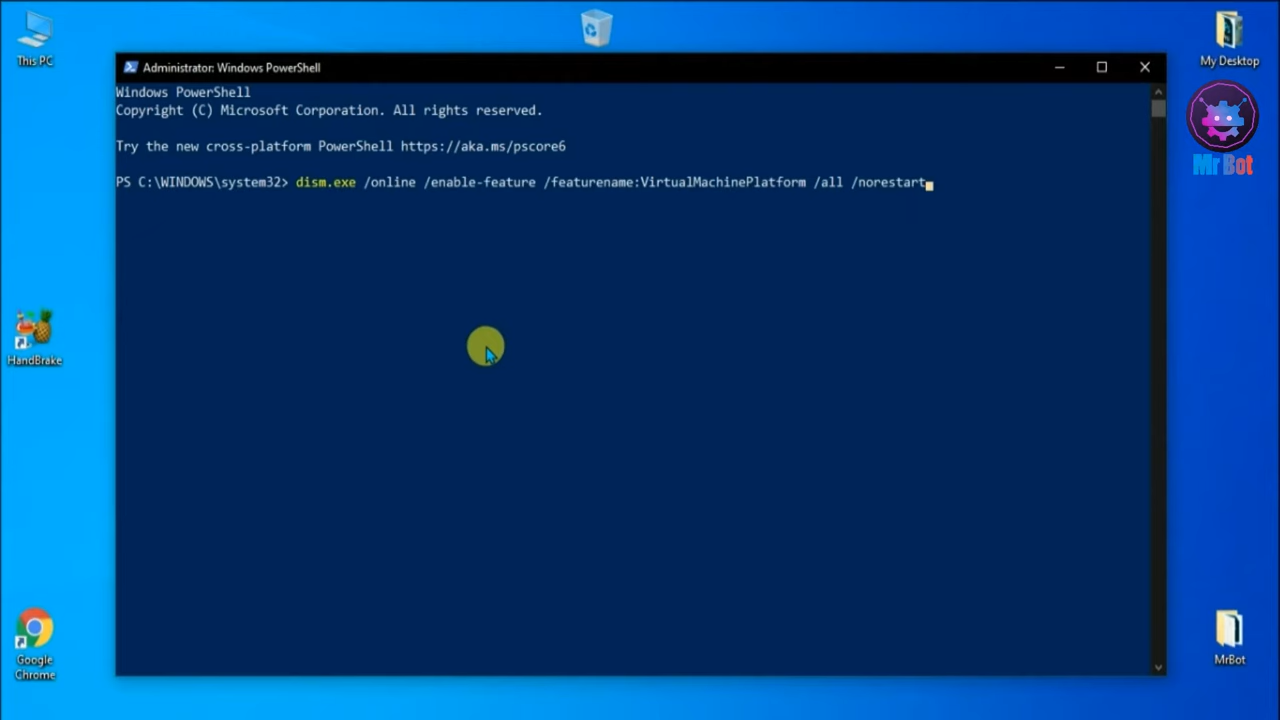 This PC
My Desktop
Administrator: Windows PowerShell
Windows PowerShell
Copyright (C) Microsoft Corporation. All rights reserved.
Try the new cross-platform PowerShell https://aka.ms/pscore6
PS C:\WINDOWS\system32> dism.exe /online /enable-feature /featurename:VirtualMachinePlatform /all /norestart
Mr Bot
HandBrake
Google
Chrome
MrBot